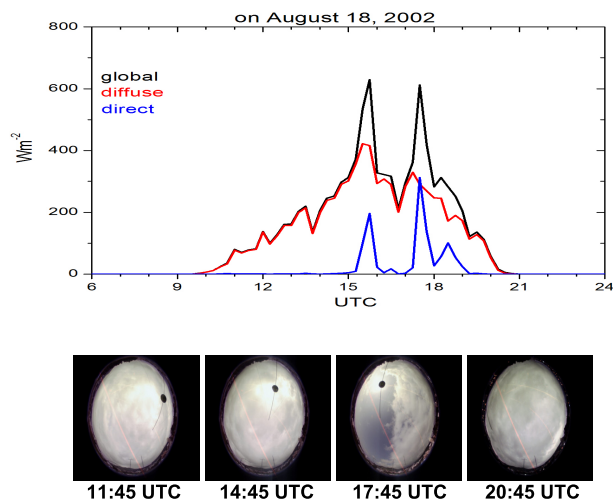 on August 18, 2002
800
600
400
200
0
Wm-2
global
diffuse
direct
6 9 12 15 18 21 24
UTC
11:45 UTC 14:45 UTC 17:45 UTC 20:45 UTC